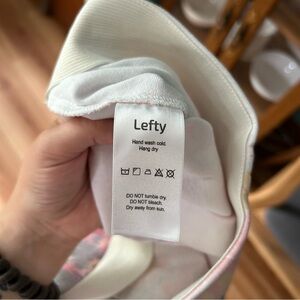 Lefty
Hand wash cold.
Hang dry
DO NOT tumble dry.
DO NOT bleach.
Dry away from sun.